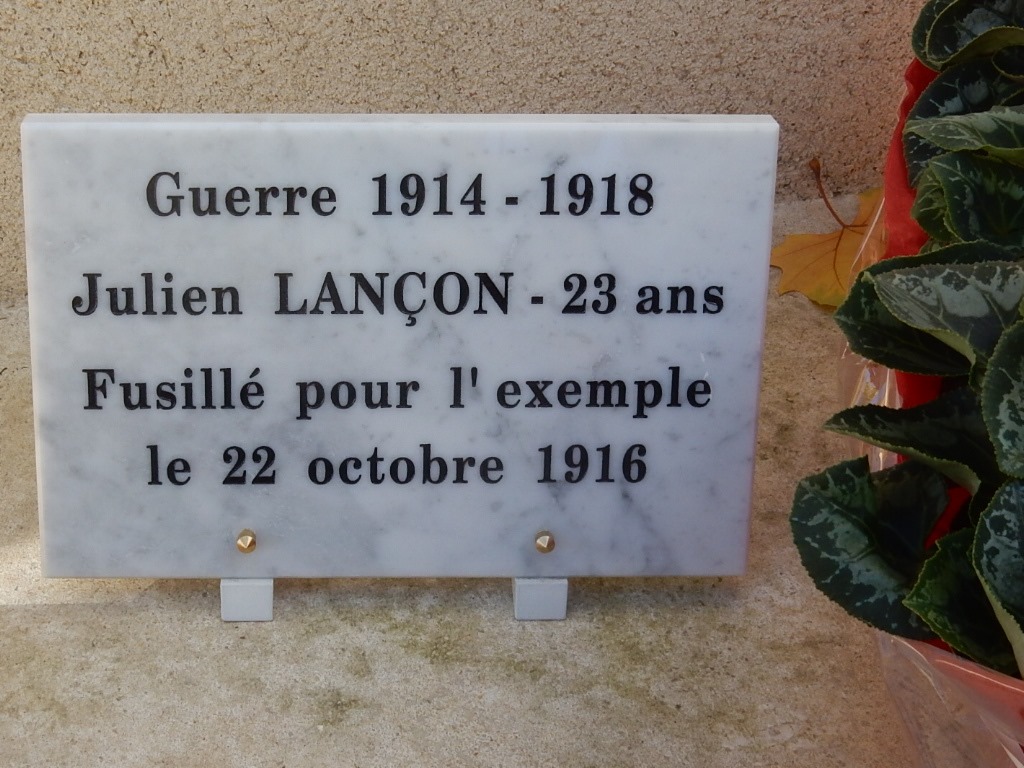 Guerre 1914 - 1918
Julien LANÇON - 23 ans
Fusillé pour l' exemple
le 22 octobre 1916